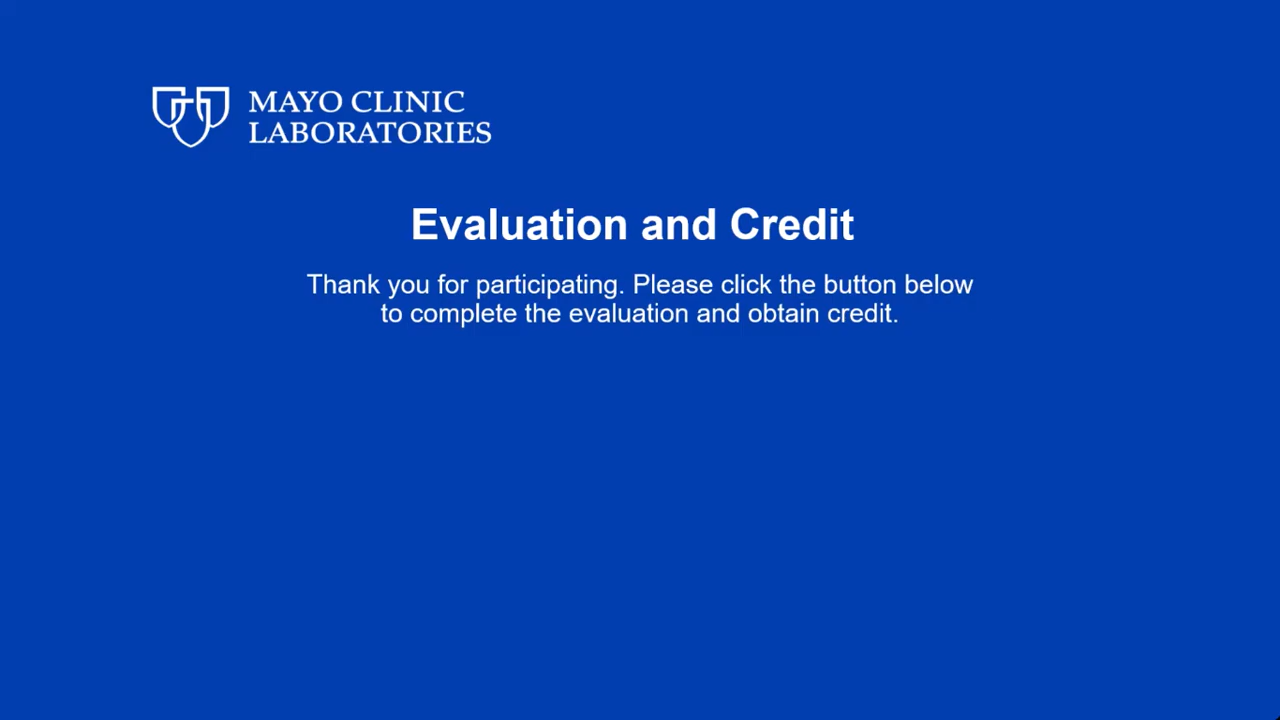 MAYO CLINIC
LABORATORIES
Evaluation and Credit
Thank you for participating. Please click the button below
to complete the evaluation and obtain credit.